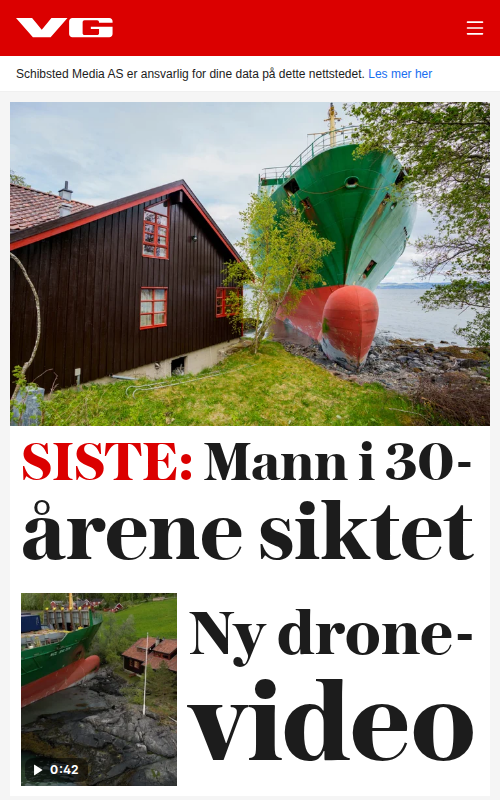 VG
Schibsted Media AS er ansvarlig for dine data på dette nettstedet. Les mer her
SISTE: Mann i 30-
årene siktet
Ny drone-
video
0:42